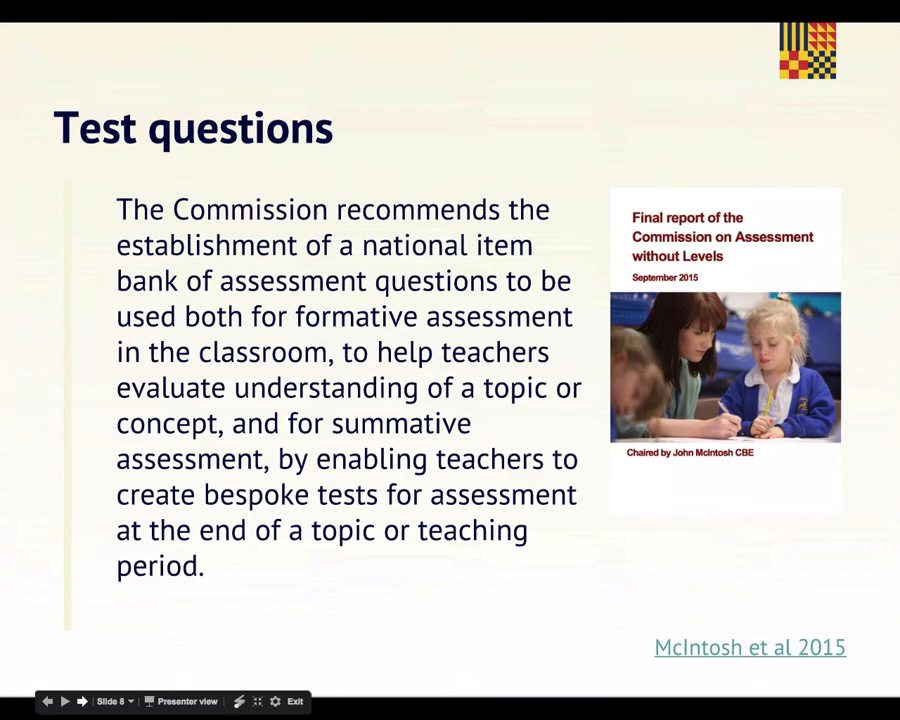 Test questions
The Commission recommends the
establishment of a national item
bank of assessment questions to be
used both for formative assessment
in the classroom, to help teachers
evaluate understanding of a topic or
concept, and for summative
assessment, by enabling teachers to
create bespoke tests for assessment
at the end of a topic or teaching
period.
Final report of the
Commission on Assessment
without Levels
September 2015
Chaired by John McIntosh CBE
McIntosh et al 2015
Slide 8
Presenter view
Exit